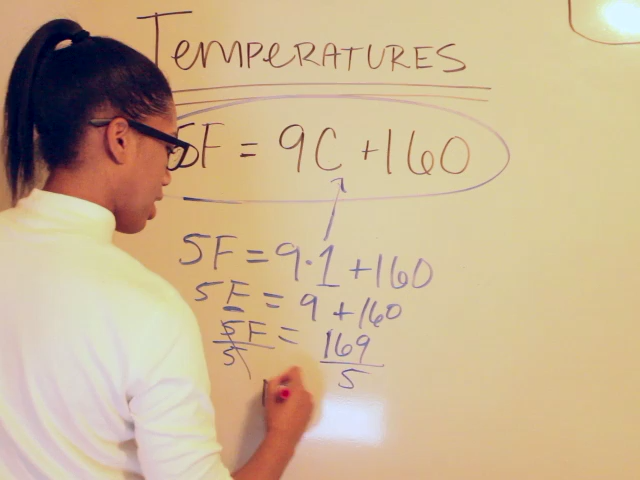 TEMPERATURES
5F = 9C + 160
5F = 9·1 + 160
5F = 9 + 160
5F = 169
5 5